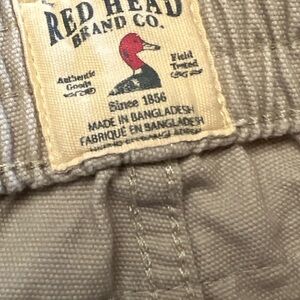 RED HEAD
BRAND CO.
Authentic Goods
Field Tested
Since 1856
MADE IN BANGLADESH
FABRIQUÉ EN BANGLADESH